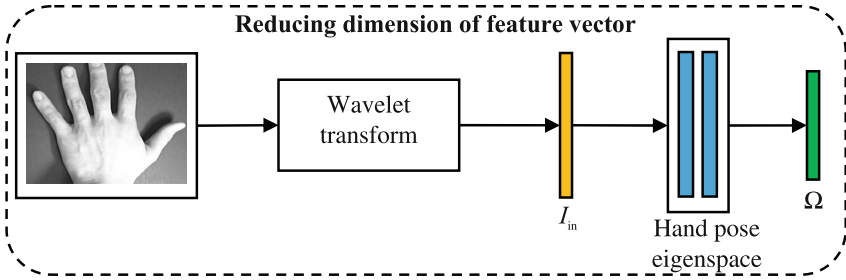 Reducing dimension of feature vector
Wavelet
transform
I_in
Hand pose
eigenspace
Ω